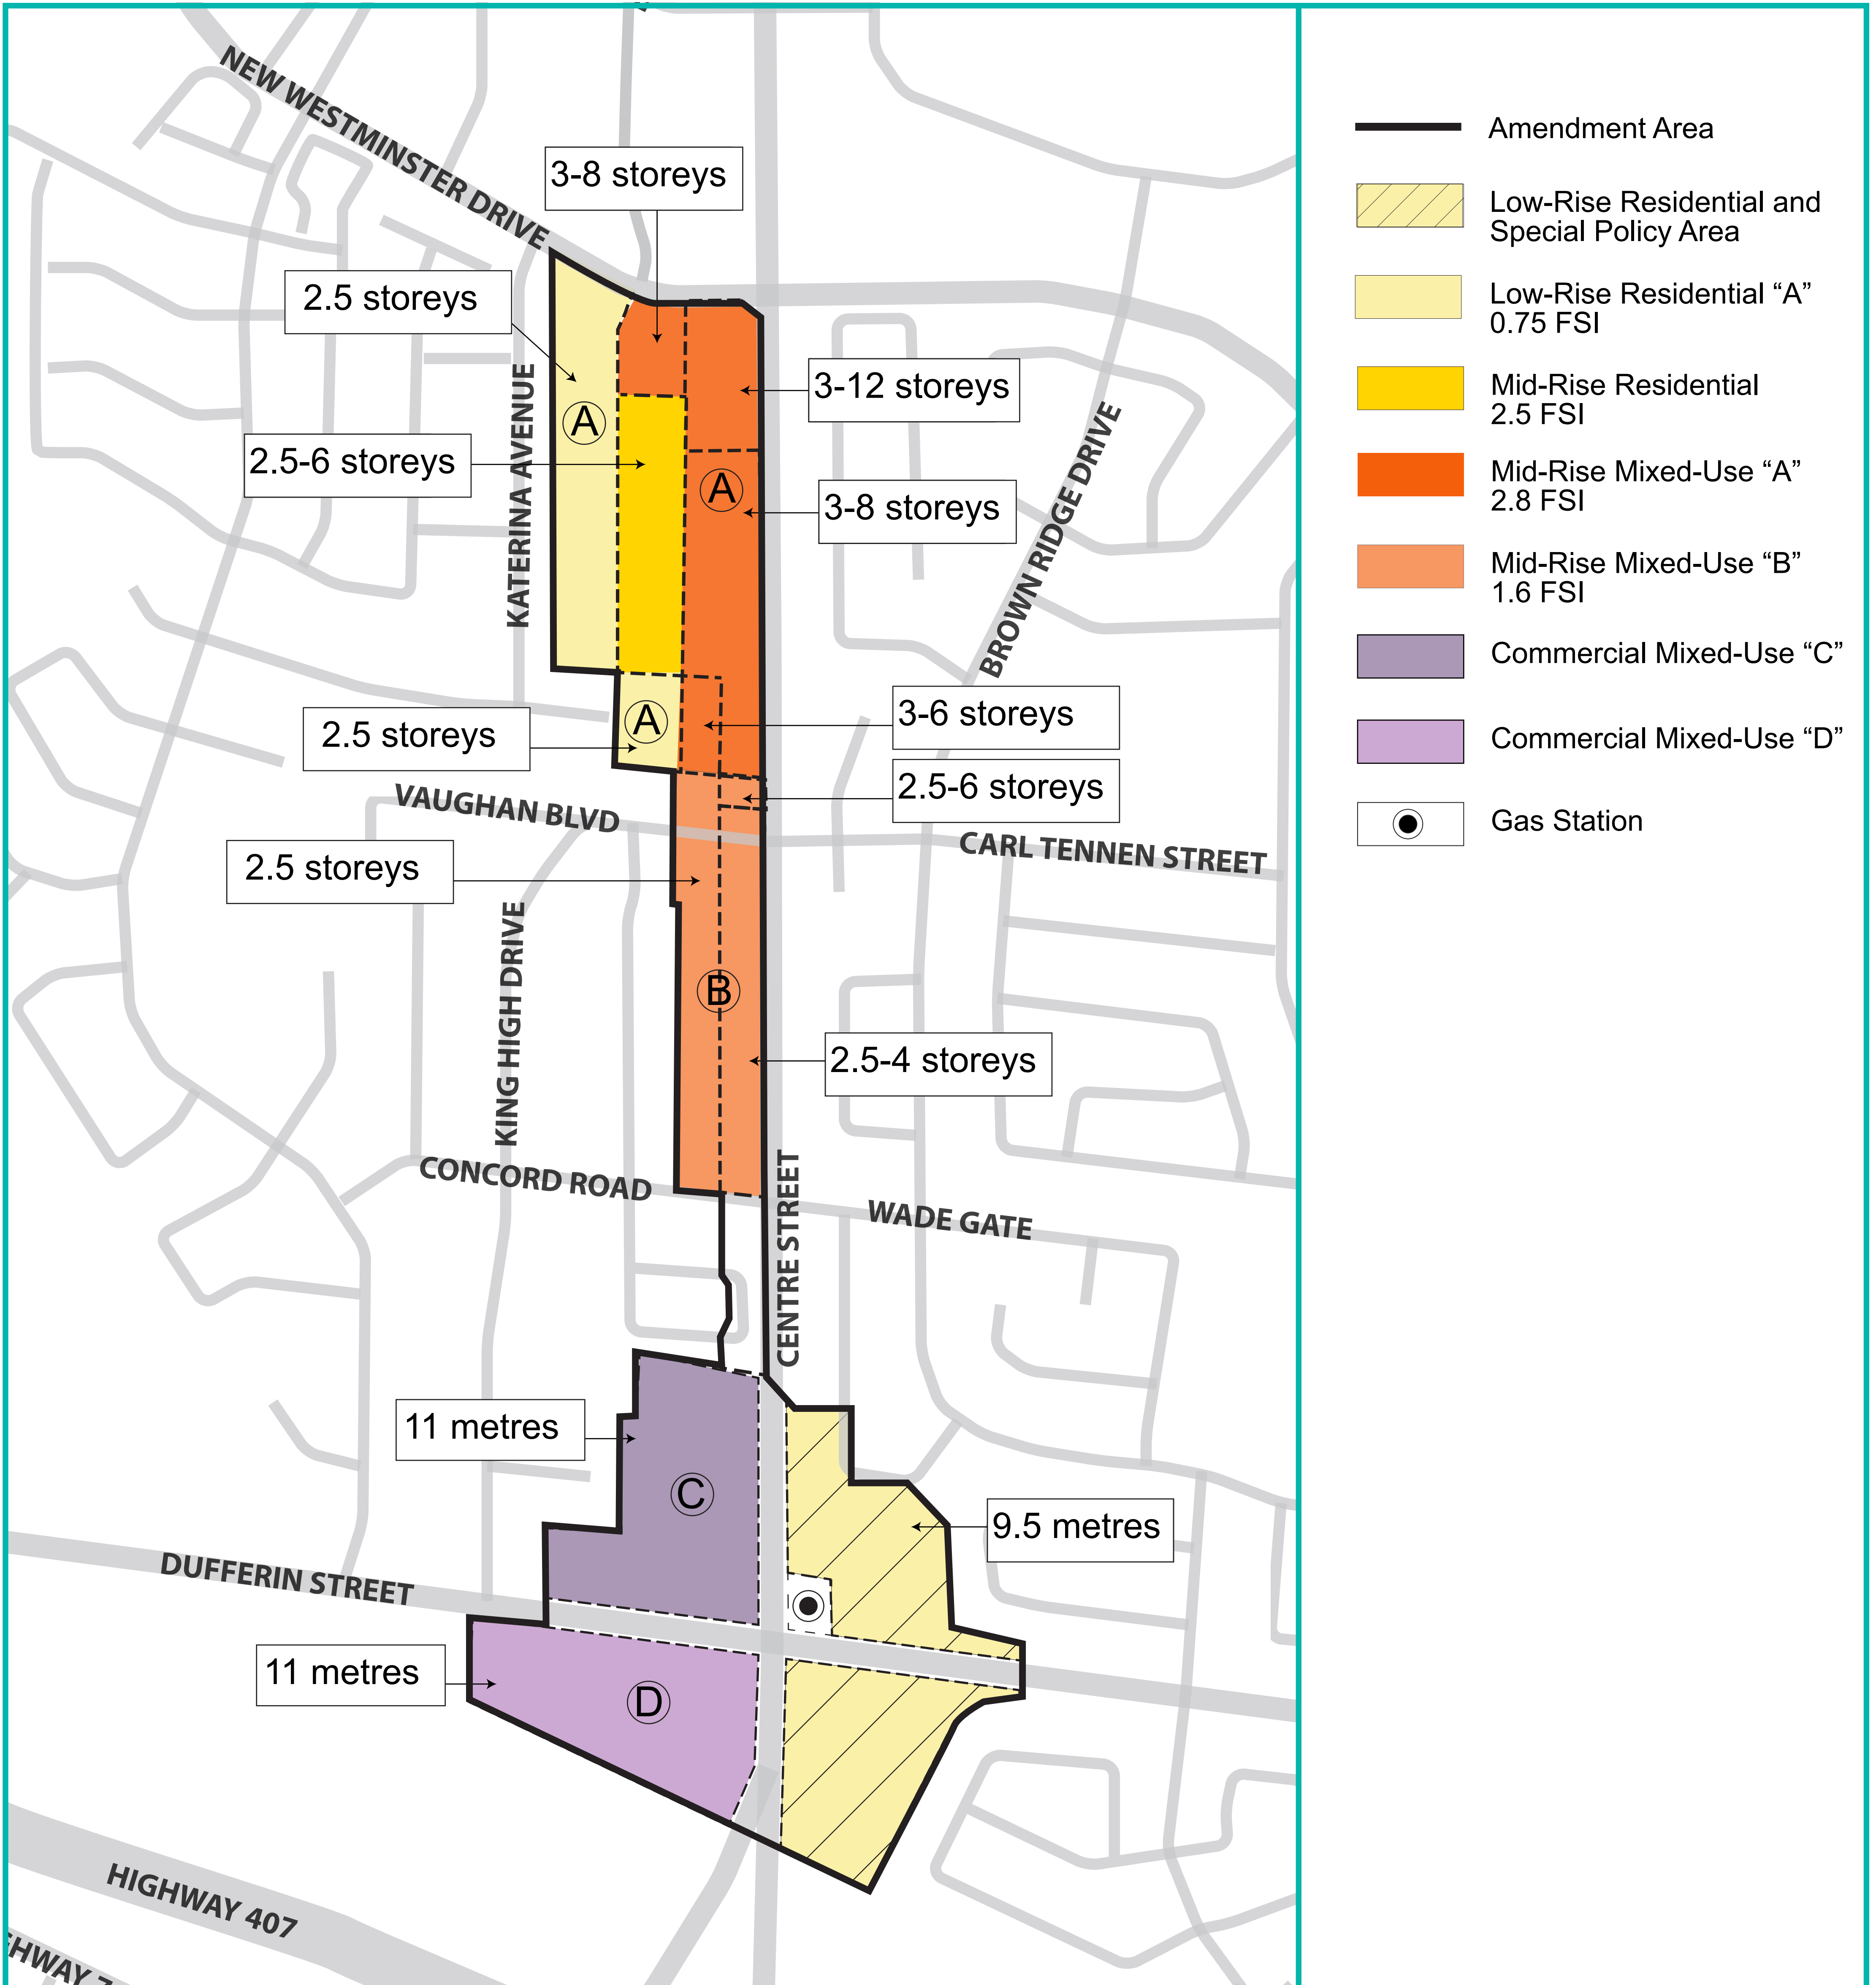 NEW WESTMINSTER DRIVE
3-8 storeys
2.5 storeys
3-12 storeys
A
KATERINA AVENUE
2.5-6 storeys
A
3-8 storeys
BROWN RIDGE DRIVE
3-6 storeys
A
2.5 storeys
2.5-6 storeys
VAUGHAN BLVD
CARL TENNEN STREET
2.5 storeys
KING HIGH DRIVE
B
2.5-4 storeys
CONCORD ROAD
WADE GATE
CENTRE STREET
11 metres
C
9.5 metres
DUFFERIN STREET
11 metres
D
HIGHWAY 407
Amendment Area
Low-Rise Residential and
Special Policy Area
Low-Rise Residential “A”
0.75 FSI
Mid-Rise Residential
2.5 FSI
Mid-Rise Mixed-Use “A”
2.8 FSI
Mid-Rise Mixed-Use “B”
1.6 FSI
Commercial Mixed-Use “C”
Commercial Mixed-Use “D”
Gas Station